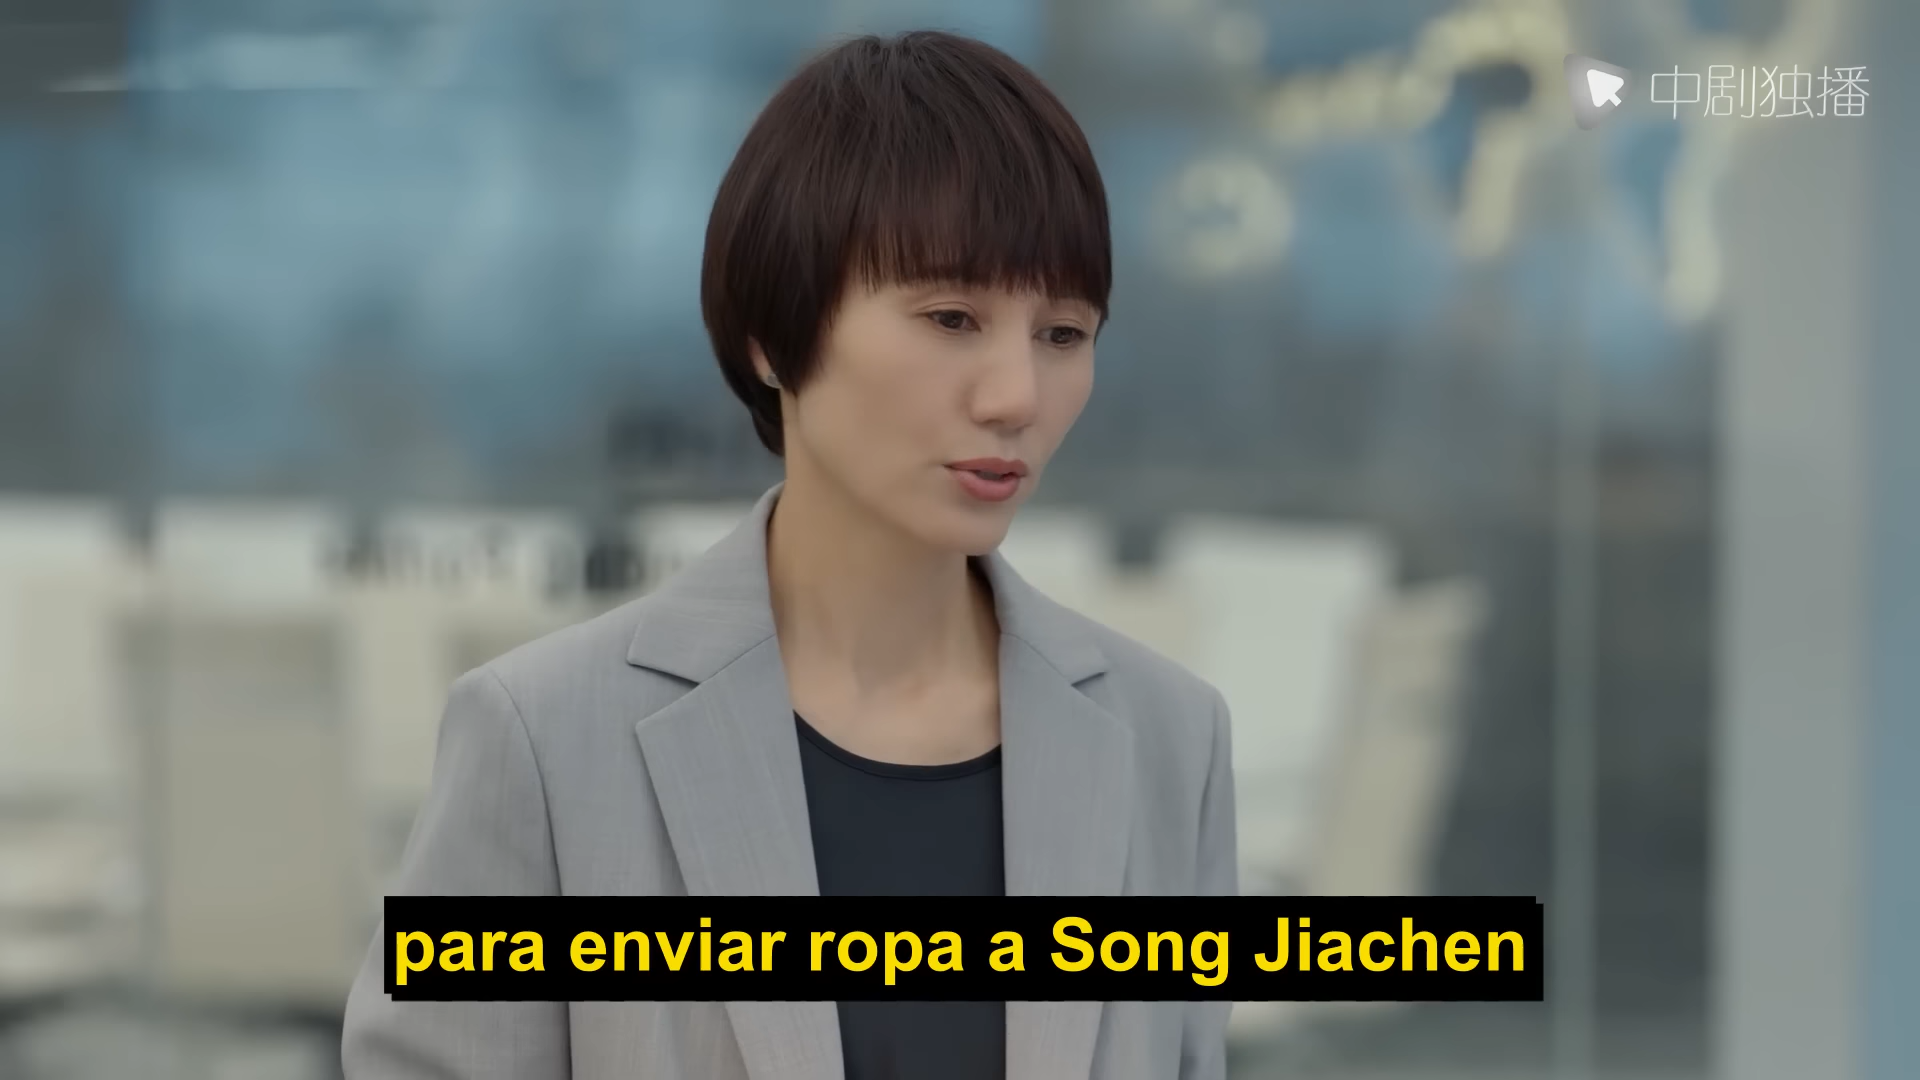 中剧独播
para enviar ropa a Song Jiachen